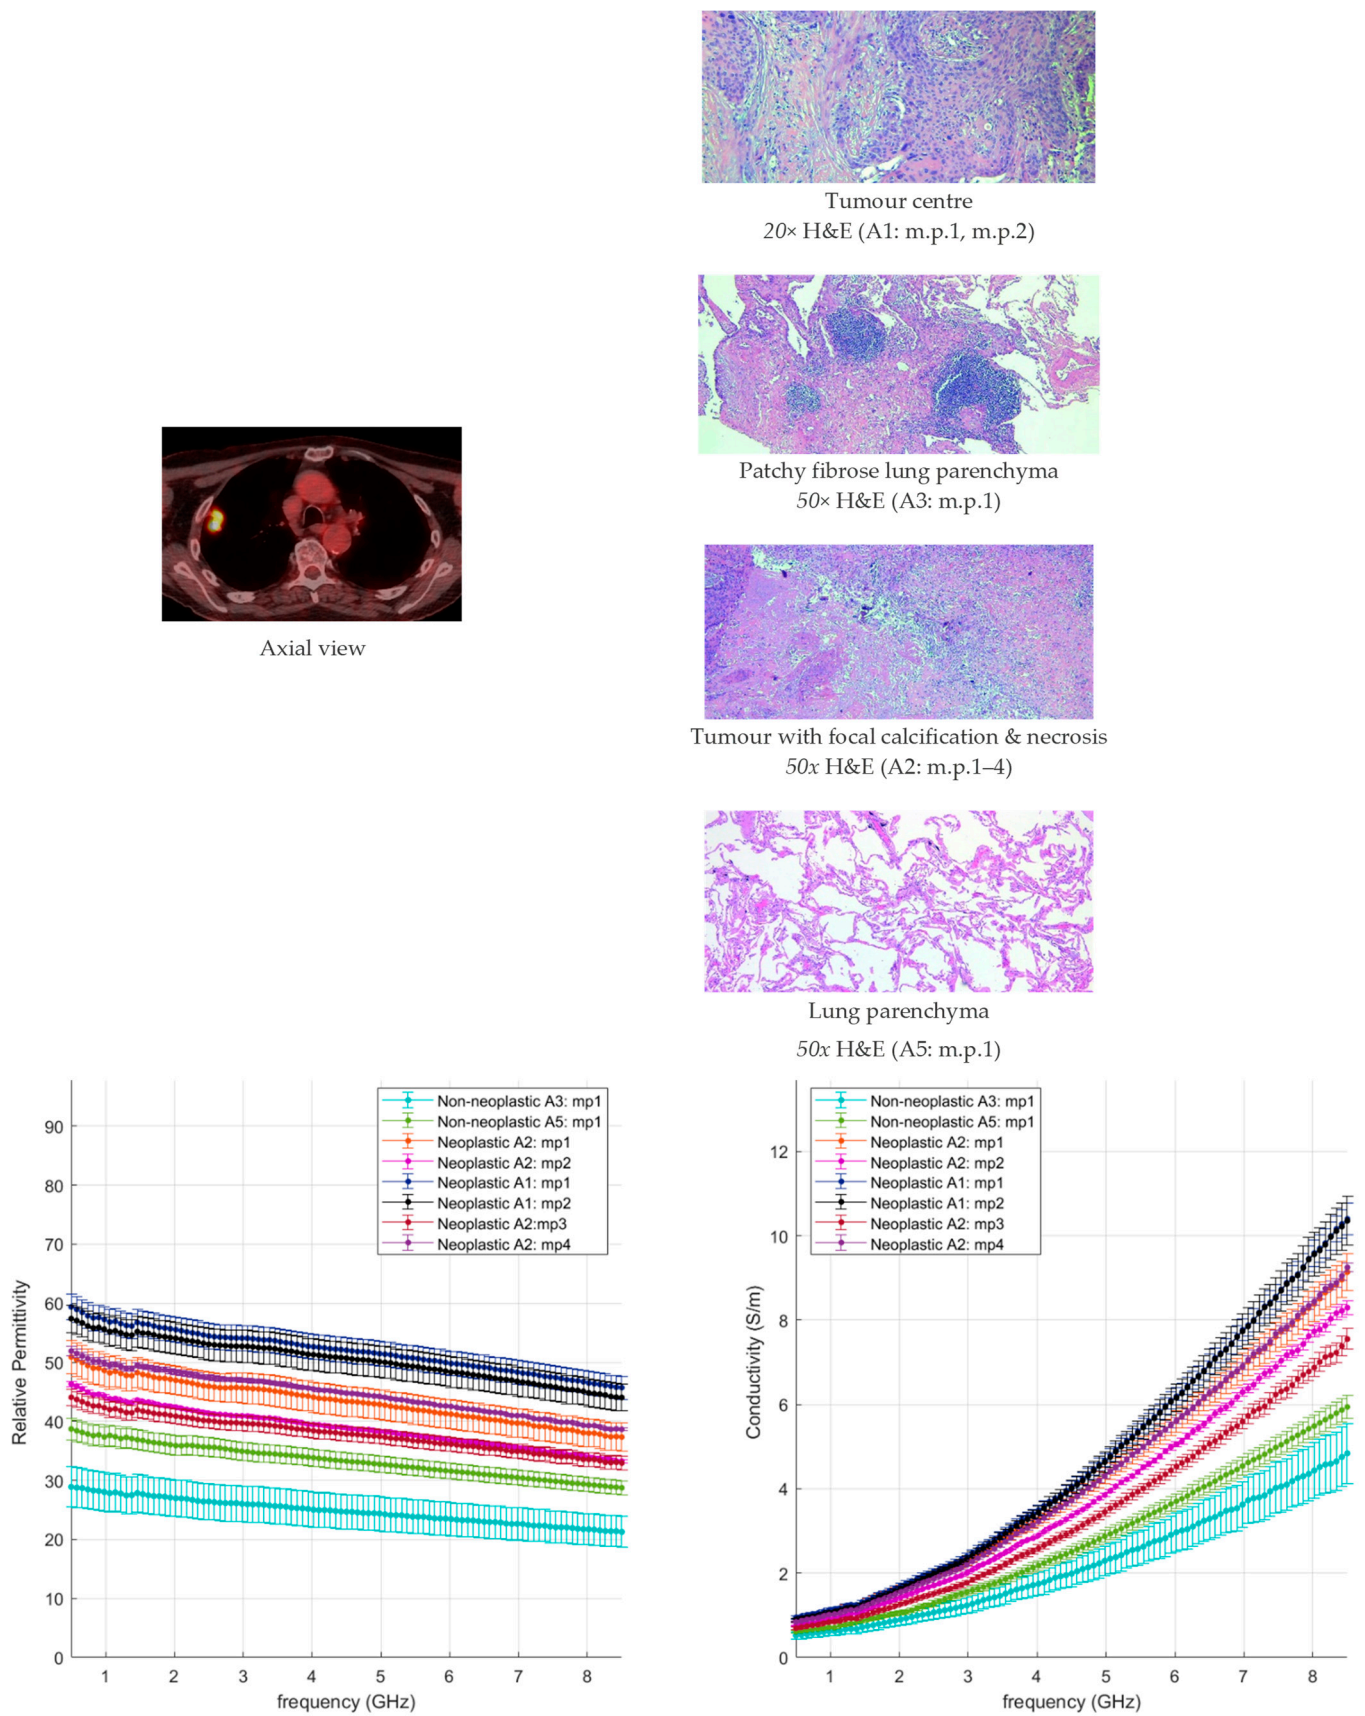 Tumour centre
20× H&E (A1: m.p.1, m.p.2)
Patchy fibrose lung parenchyma
50× H&E (A3: m.p.1)
Axial view
Tumour with focal calcification & necrosis
50x H&E (A2: m.p.1–4)
Lung parenchyma
50x H&E (A5: m.p.1)
Non-neoplastic A3: mp1
Non-neoplastic A5: mp1
Neoplastic A2: mp1
Neoplastic A2: mp2
Neoplastic A1: mp1
Neoplastic A1: mp2
Neoplastic A2:mp3
Neoplastic A2: mp4
90
80
70
60
50
40
30
20
10
0
Relative Permittivity
1 2 3 4 5 6 7 8
frequency (GHz)
Non-neoplastic A3: mp1
Non-neoplastic A5: mp1
Neoplastic A2: mp1
Neoplastic A2: mp2
Neoplastic A1: mp1
Neoplastic A1: mp2
Neoplastic A2: mp3
Neoplastic A2: mp4
12
10
8
6
4
2
0
Conductivity (S/m)
1 2 3 4 5 6 7 8
frequency (GHz)